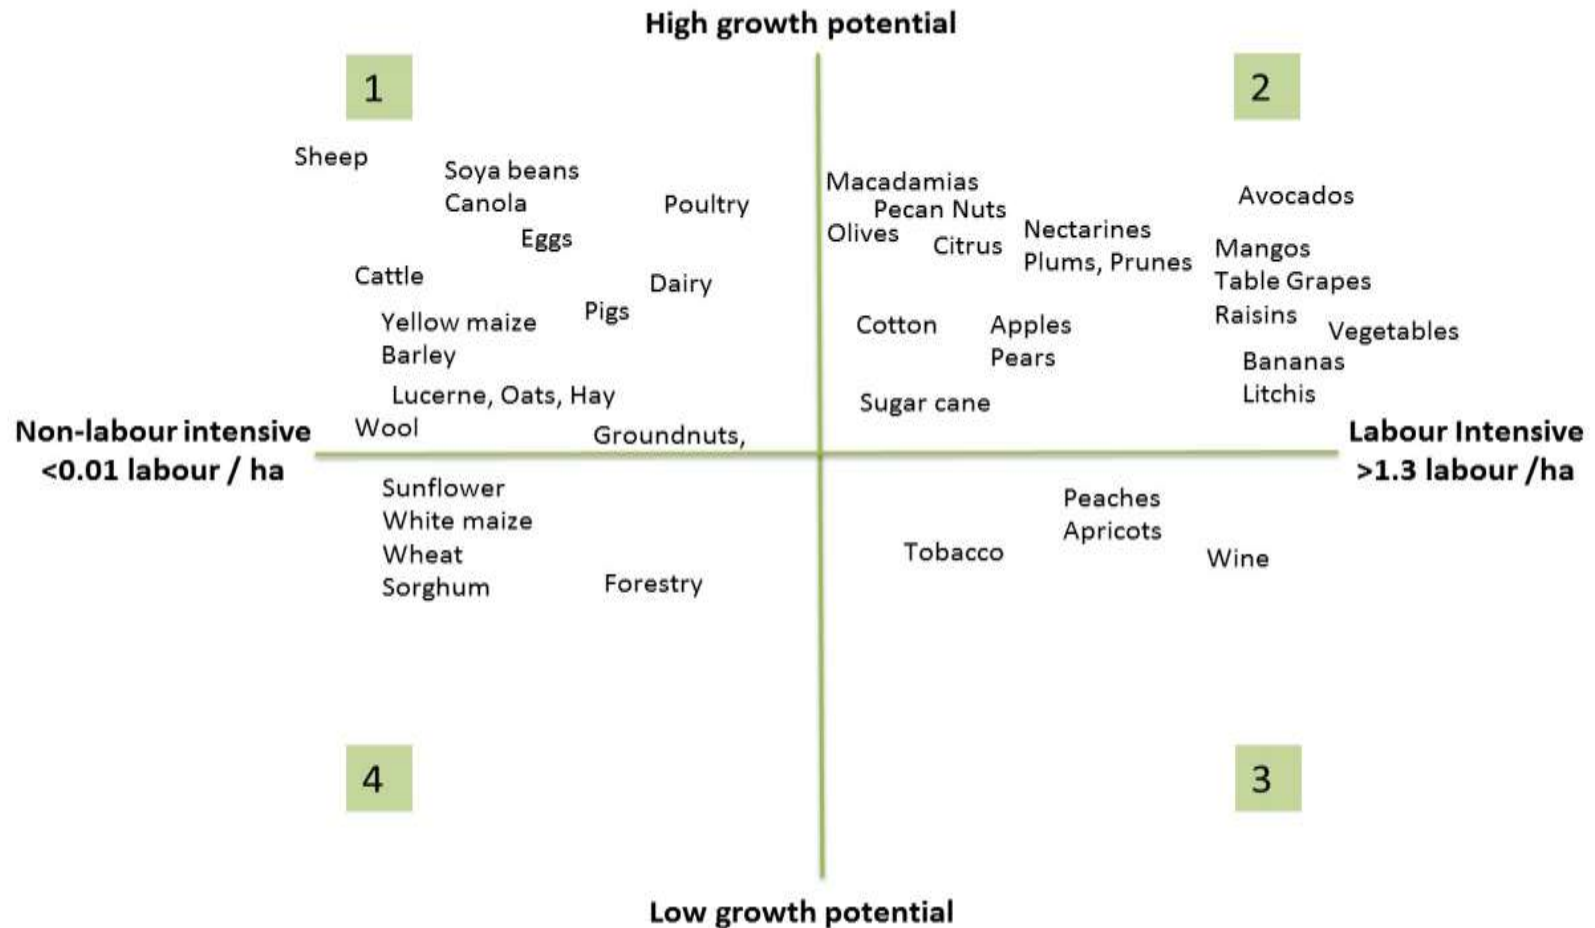 High growth potential
1
2
Sheep
Soya beans
Canola
Eggs
Poultry
Cattle
Dairy
Pigs
Yellow maize
Barley
Lucerne, Oats, Hay
Wool
Groundnuts,
Macadamias
Pecan Nuts
Olives
Citrus
Nectarines
Plums, Prunes
Avocados
Mangos
Table Grapes
Raisins
Vegetables
Bananas
Litchis
Cotton
Apples
Pears
Sugar cane
Non-labour intensive
<0.01 labour / ha
Labour Intensive
>1.3 labour /ha
Sunflower
White maize
Wheat
Sorghum
Forestry
Peaches
Apricots
Tobacco
Wine
4
3
Low growth potential